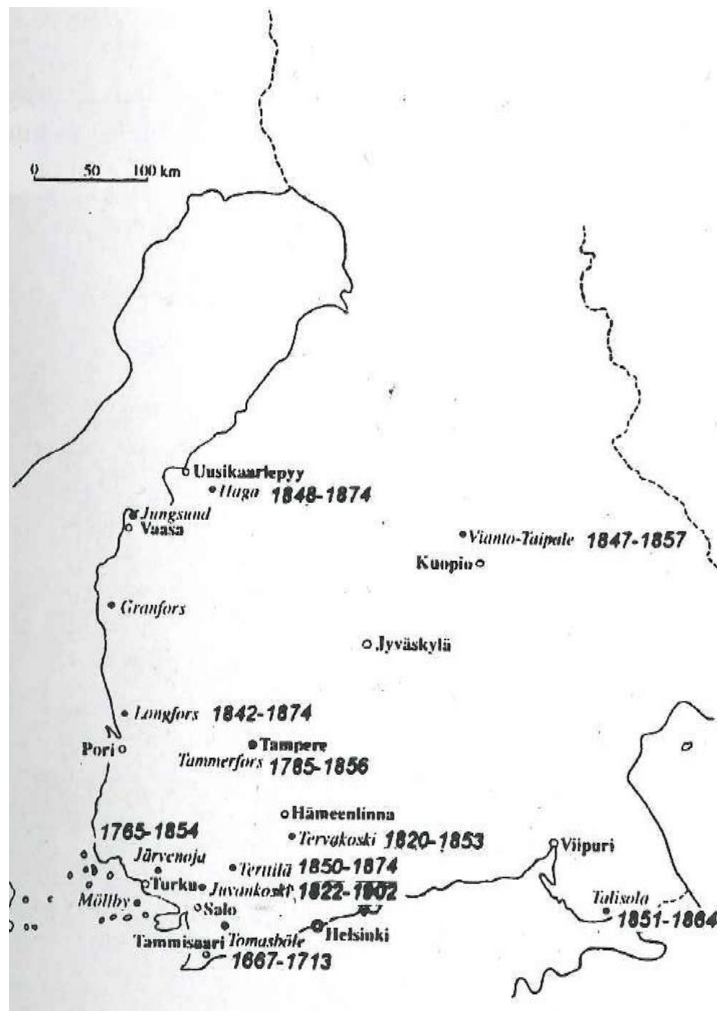 0 50 100 km
Uusikaarlepyy
Haga 1848-1874
Jungsund
Vaasa
Vianto-Taipale 1847-1857
Kuopio
Granfors
Jyväskylä
Longfors 1842-1874
Pori
Tampere
Tammerfors 1785-1856
Hämeenlinna
1765-1854
Tervakoski 1820-1853
Viipuri
Järvenoja
Terttilä 1850-1874
Turku
Juvankoski 1822-1902
Möllby
Salo
Talisola
1851-1864
Helsinki
Tammisaari Tomasböle
1667-1713